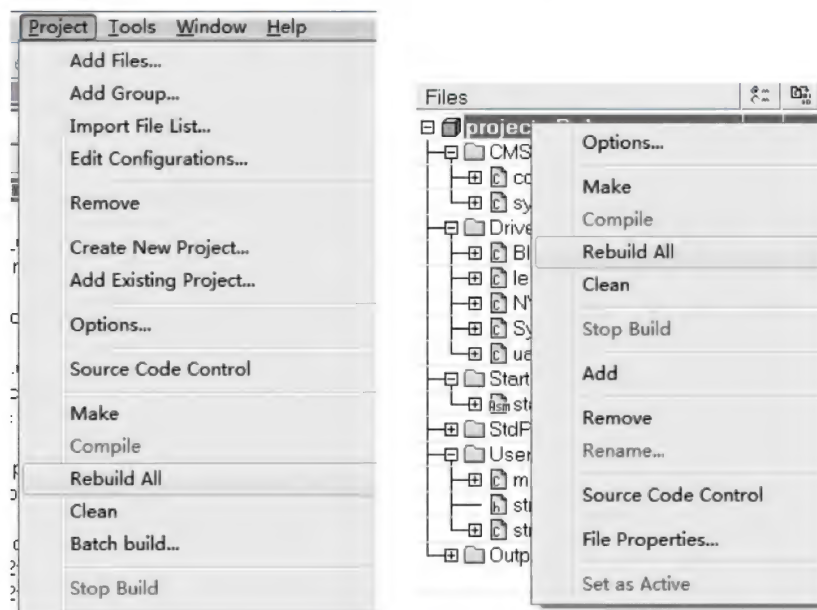 Project Tools Window Help
Add Files...
Add Group...
Import File List...
Edit Configurations...
Remove
Create New Project...
Add Existing Project...
Options...
Source Code Control
Make
Compile
Rebuild All
Clean
Batch build...
Stop Build
Files
Options...
Make
Compile
Rebuild All
Clean
Stop Build
Add
Remove
Rename...
Source Code Control
File Properties...
Set as Active